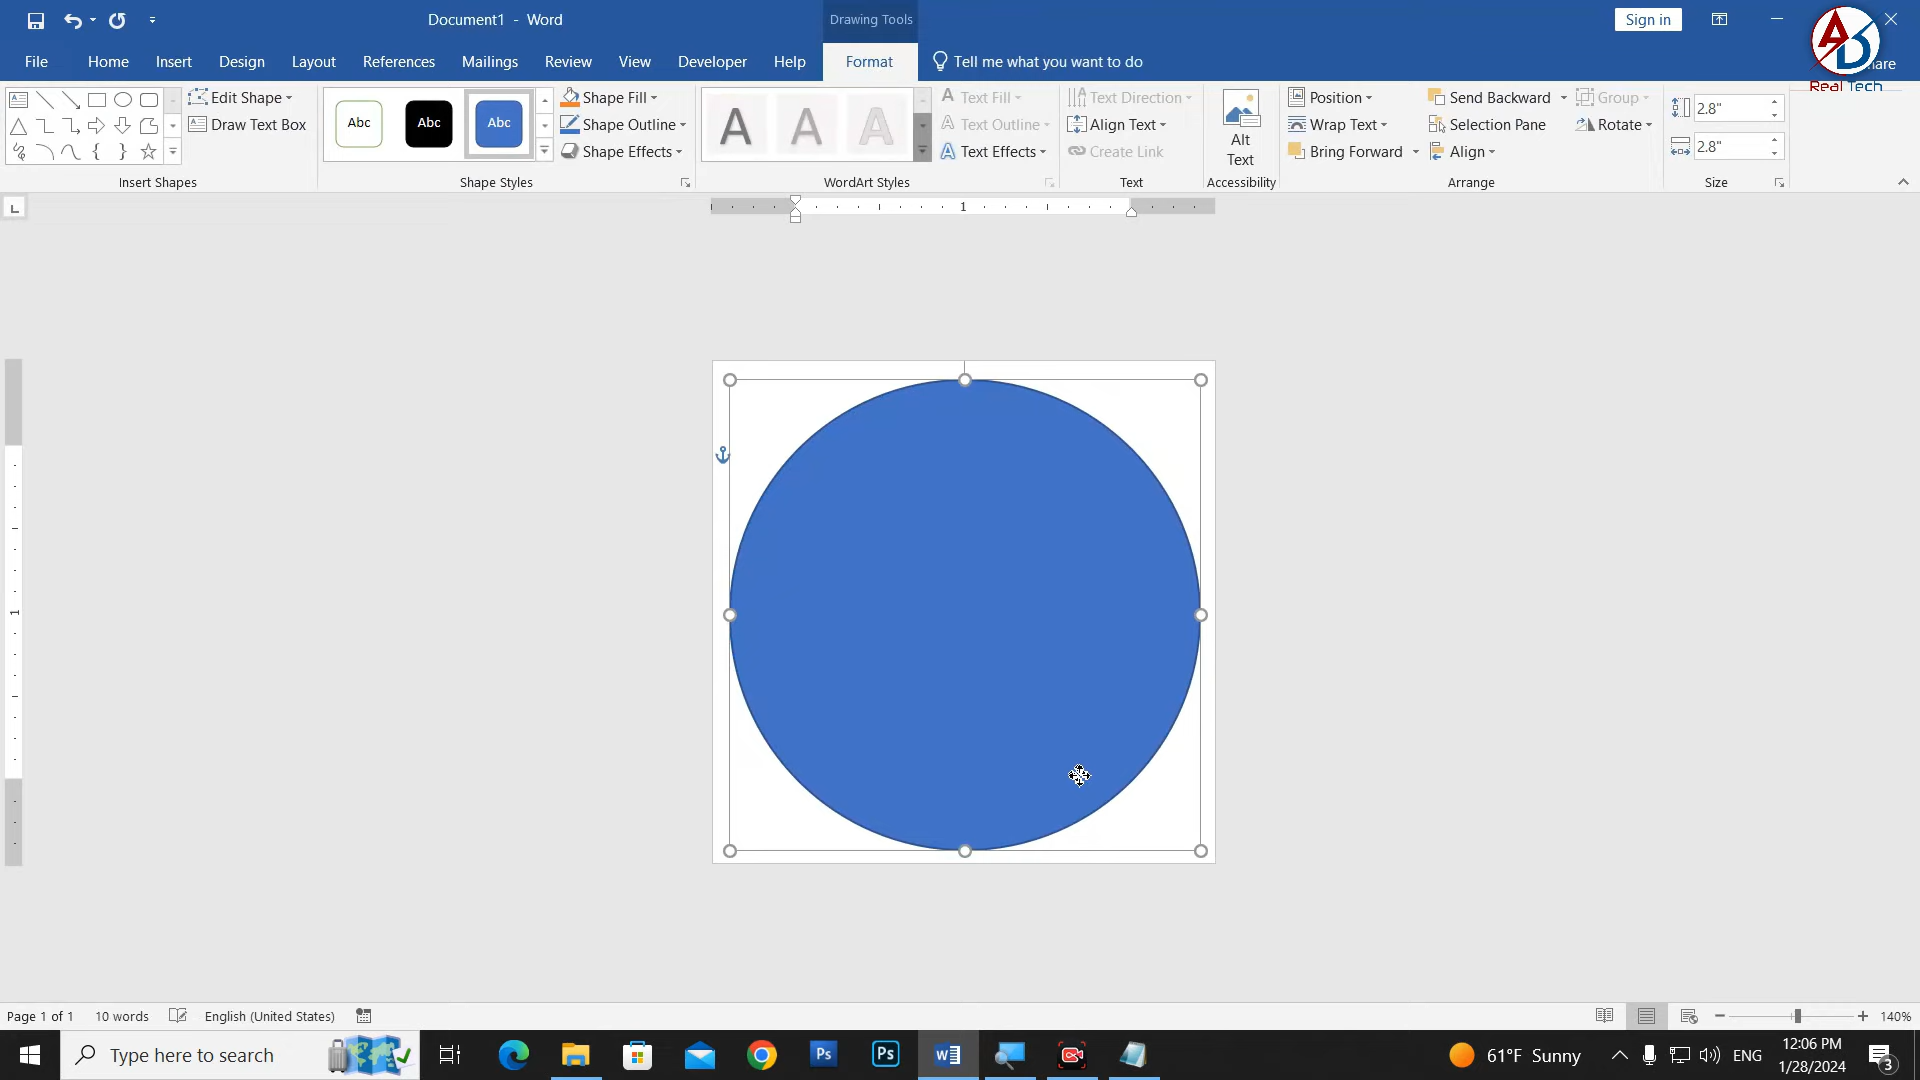 Document1 - Word
Drawing Tools
Sign in
File Home Insert Design Layout References Mailings Review View Developer Help Format Tell me what you want to do
Real Tech
Edit Shape
Draw Text Box
Insert Shapes
Abc Abc Abc
Shape Fill
Shape Outline
Shape Effects
Shape Styles
A A A
Text Fill
Text Outline
Text Effects
WordArt Styles
Text Direction
Align Text
Create Link
Text
Alt
Text
Accessibility
Position
Wrap Text
Bring Forward
Send Backward
Selection Pane
Align
Group
Rotate
Arrange
2.8"
2.8"
Size
1
1
Page 1 of 1 10 words English (United States) 140%
Type here to search
Ps Ps W
61°F Sunny
ENG
12:06 PM
1/28/2024
3